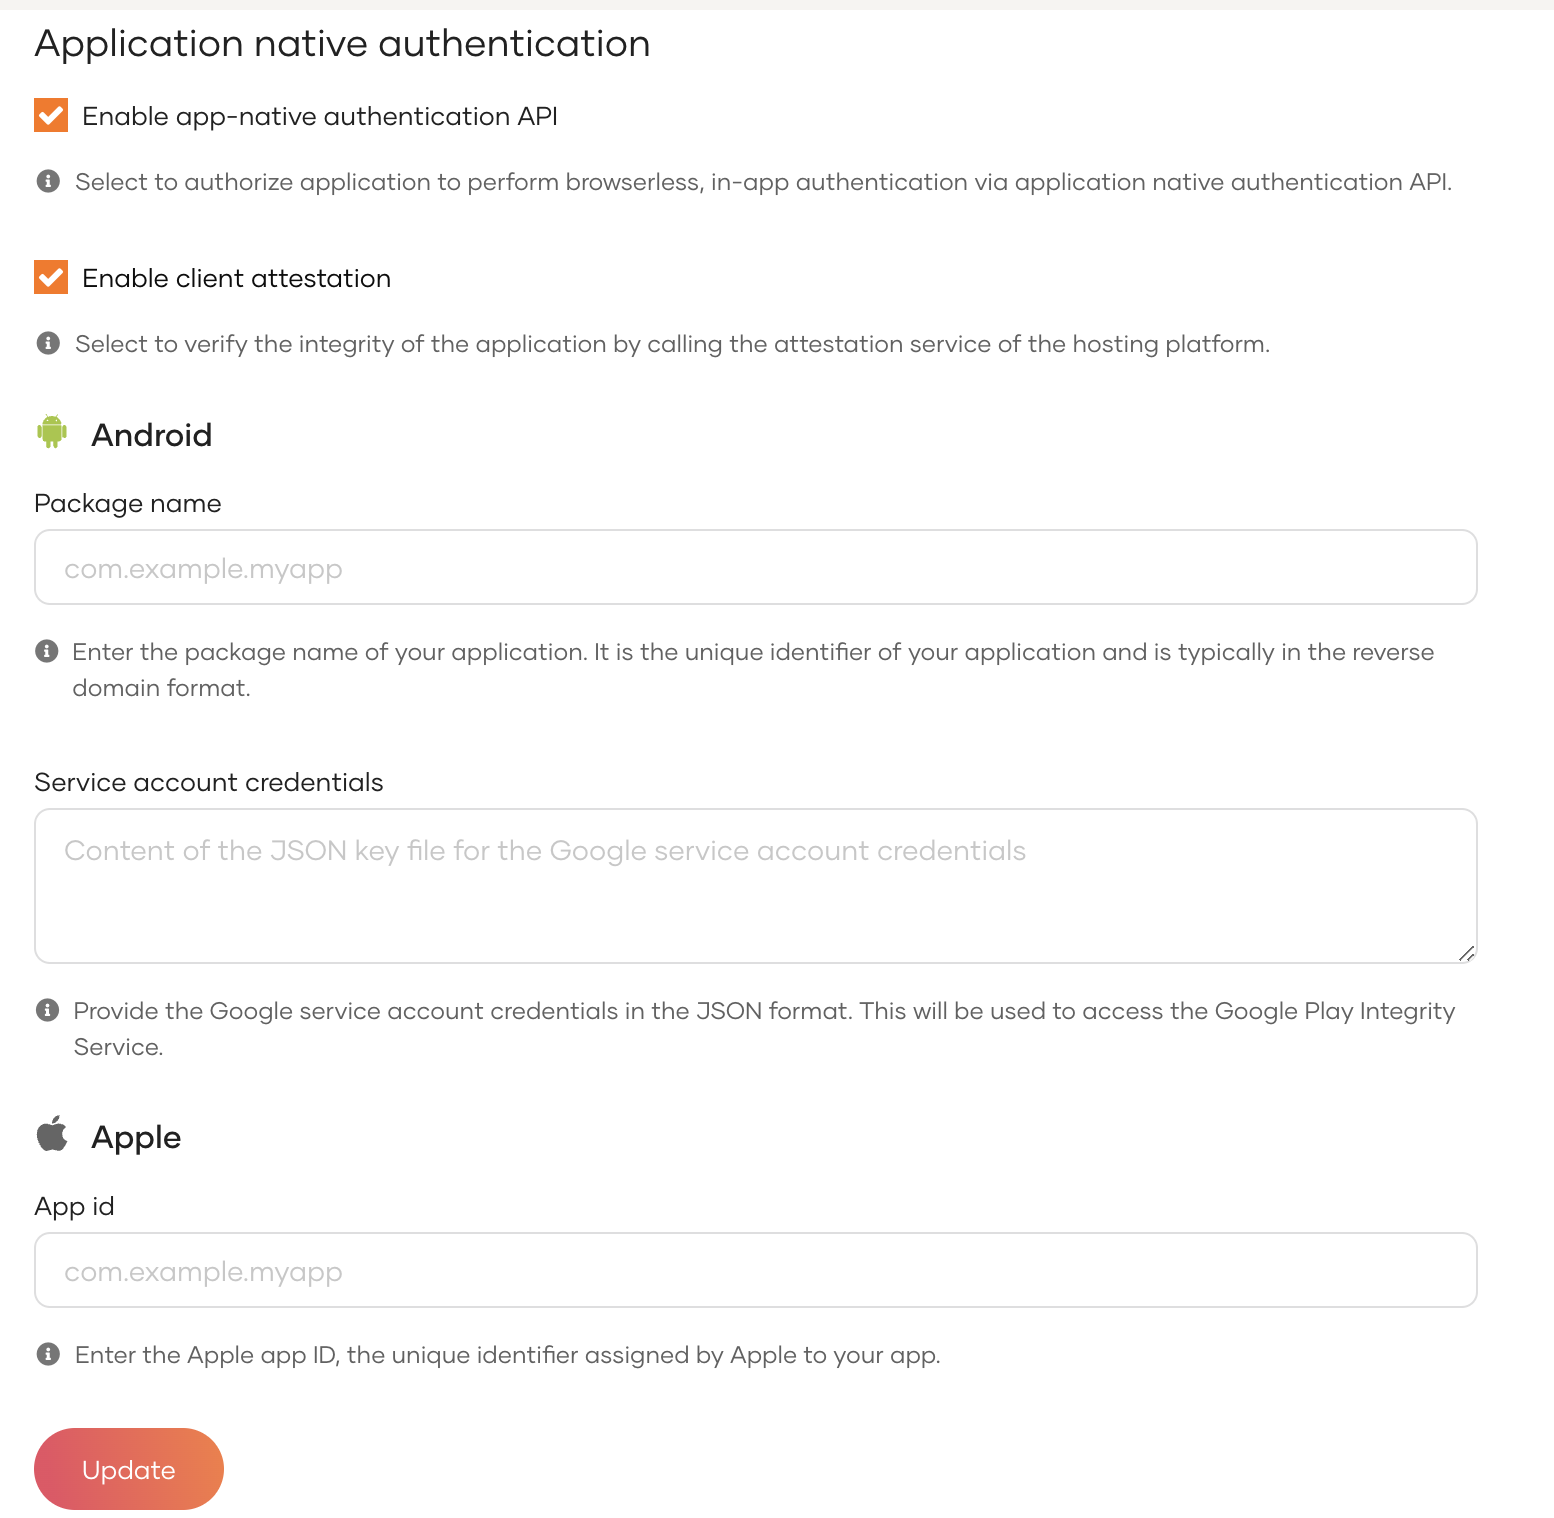 Application native authentication
Enable app-native authentication API
Select to authorize application to perform browserless, in-app authentication via application native authentication API.
Enable client attestation
Select to verify the integrity of the application by calling the attestation service of the hosting platform.
Android
Package name
com.example.myapp
Enter the package name of your application. It is the unique identifier of your application and is typically in the reverse
domain format.
Service account credentials
Content of the JSON key file for the Google service account credentials
Provide the Google service account credentials in the JSON format. This will be used to access the Google Play Integrity
Service.
Apple
App id
com.example.myapp
Enter the Apple app ID, the unique identifier assigned by Apple to your app.
Update